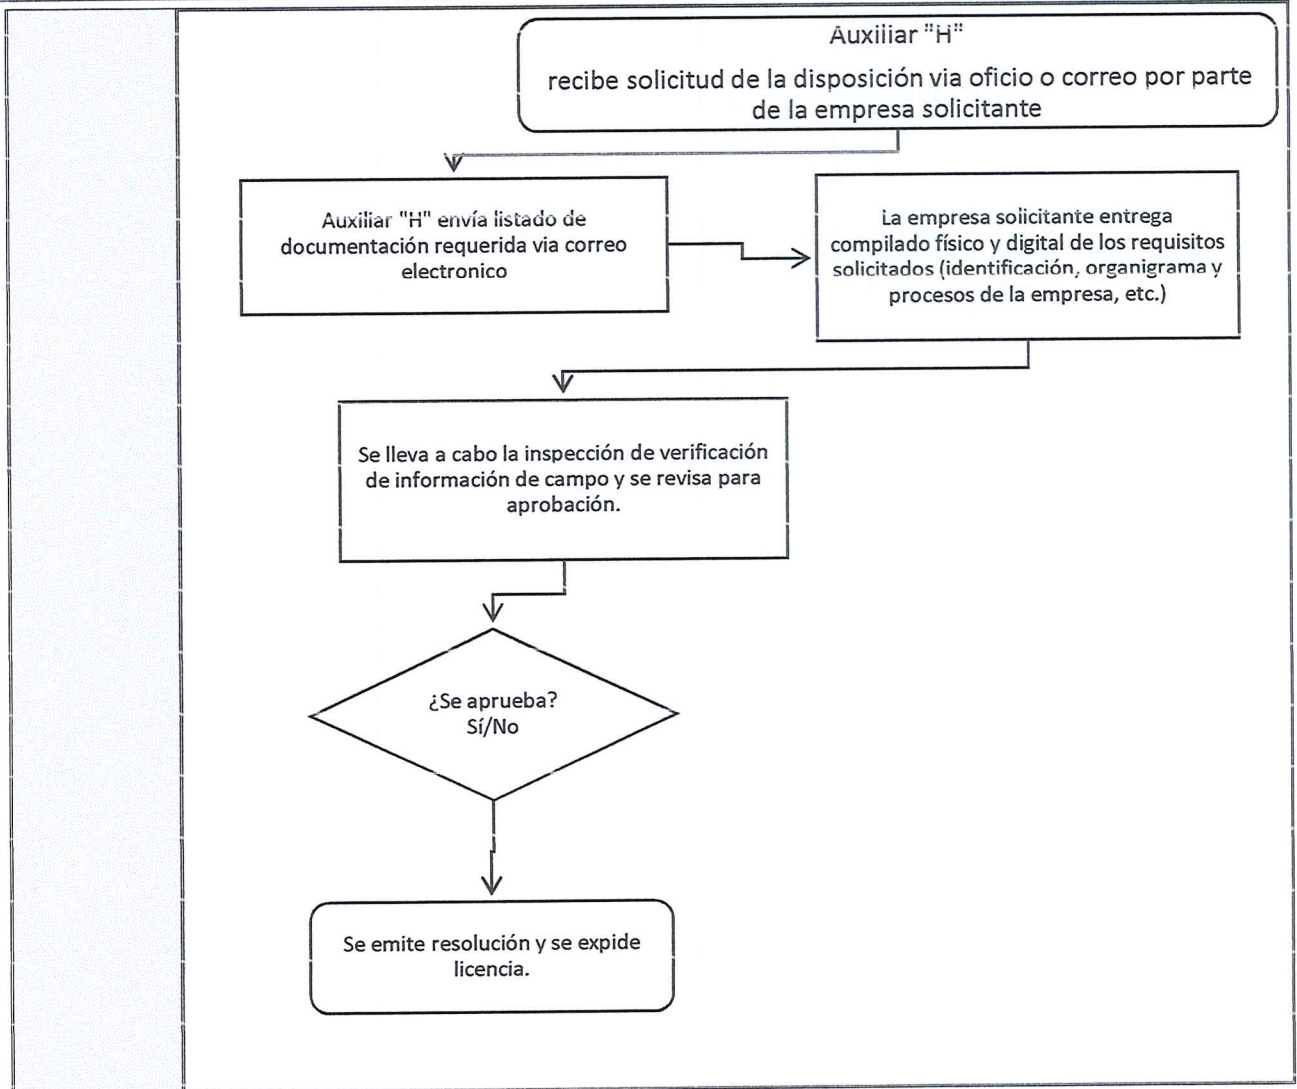 Auxiliar "H"
recibe solicitud de la disposición via oficio o correo por parte
de la empresa solicitante
Auxiliar "H" envía listado de
documentación requerida via correo
electronico
La empresa solicitante entrega
compilado físico y digital de los requisitos
solicitados (identificación, organigrama y
procesos de la empresa, etc.)
Se lleva a cabo la inspección de verificación
de información de campo y se revisa para
aprobación.
¿Se aprueba?
Sí/No
Se emite resolución y se expide
licencia.